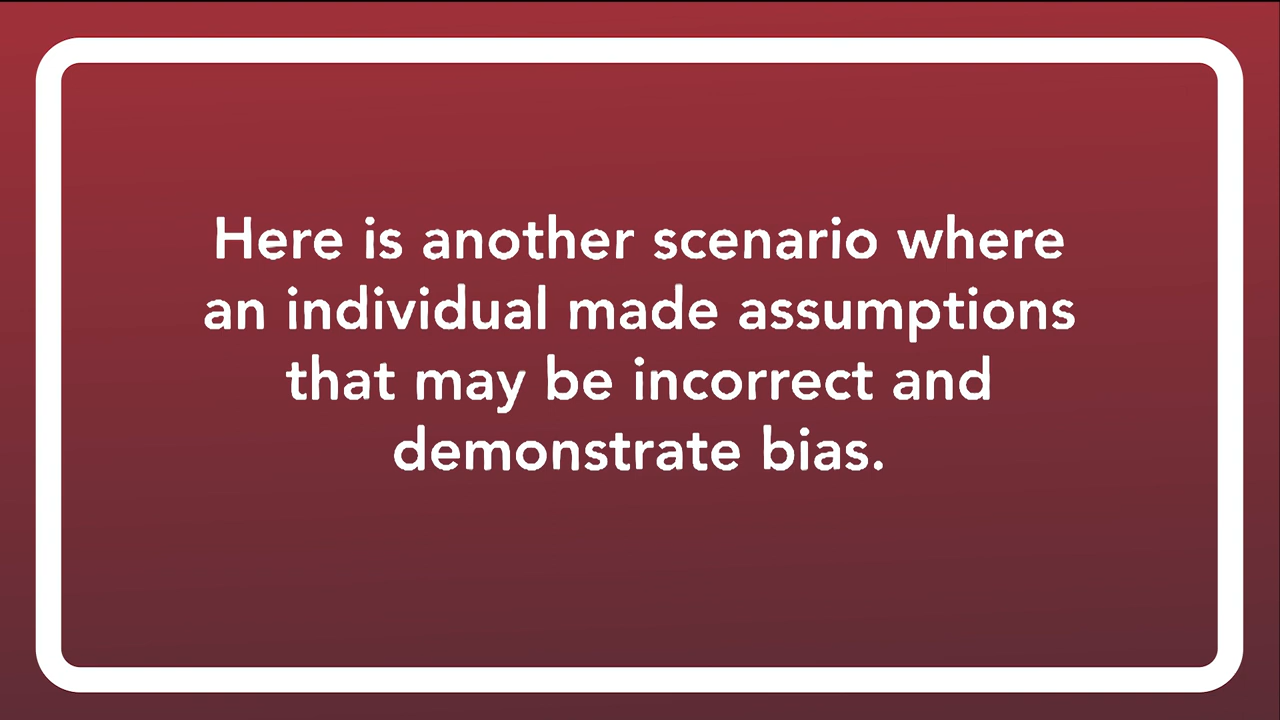 Here is another scenario where
an individual made assumptions
that may be incorrect and
demonstrate bias.